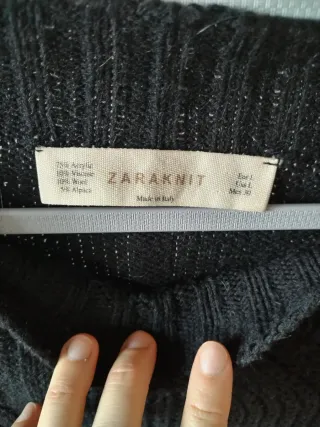 75% Acrylic
10% Viscose
10% Wool
5% Alpaca
ZARAKNIT
Made in Italy
Eur L
Usa L
Mex 30